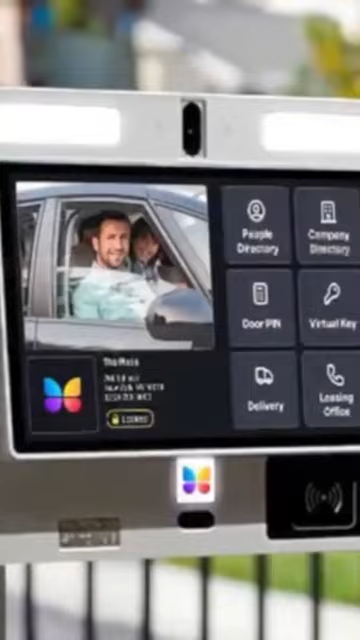 People
Directory
Company
Directory
Door PIN
Virtual Key
Delivery
Leasing
Office